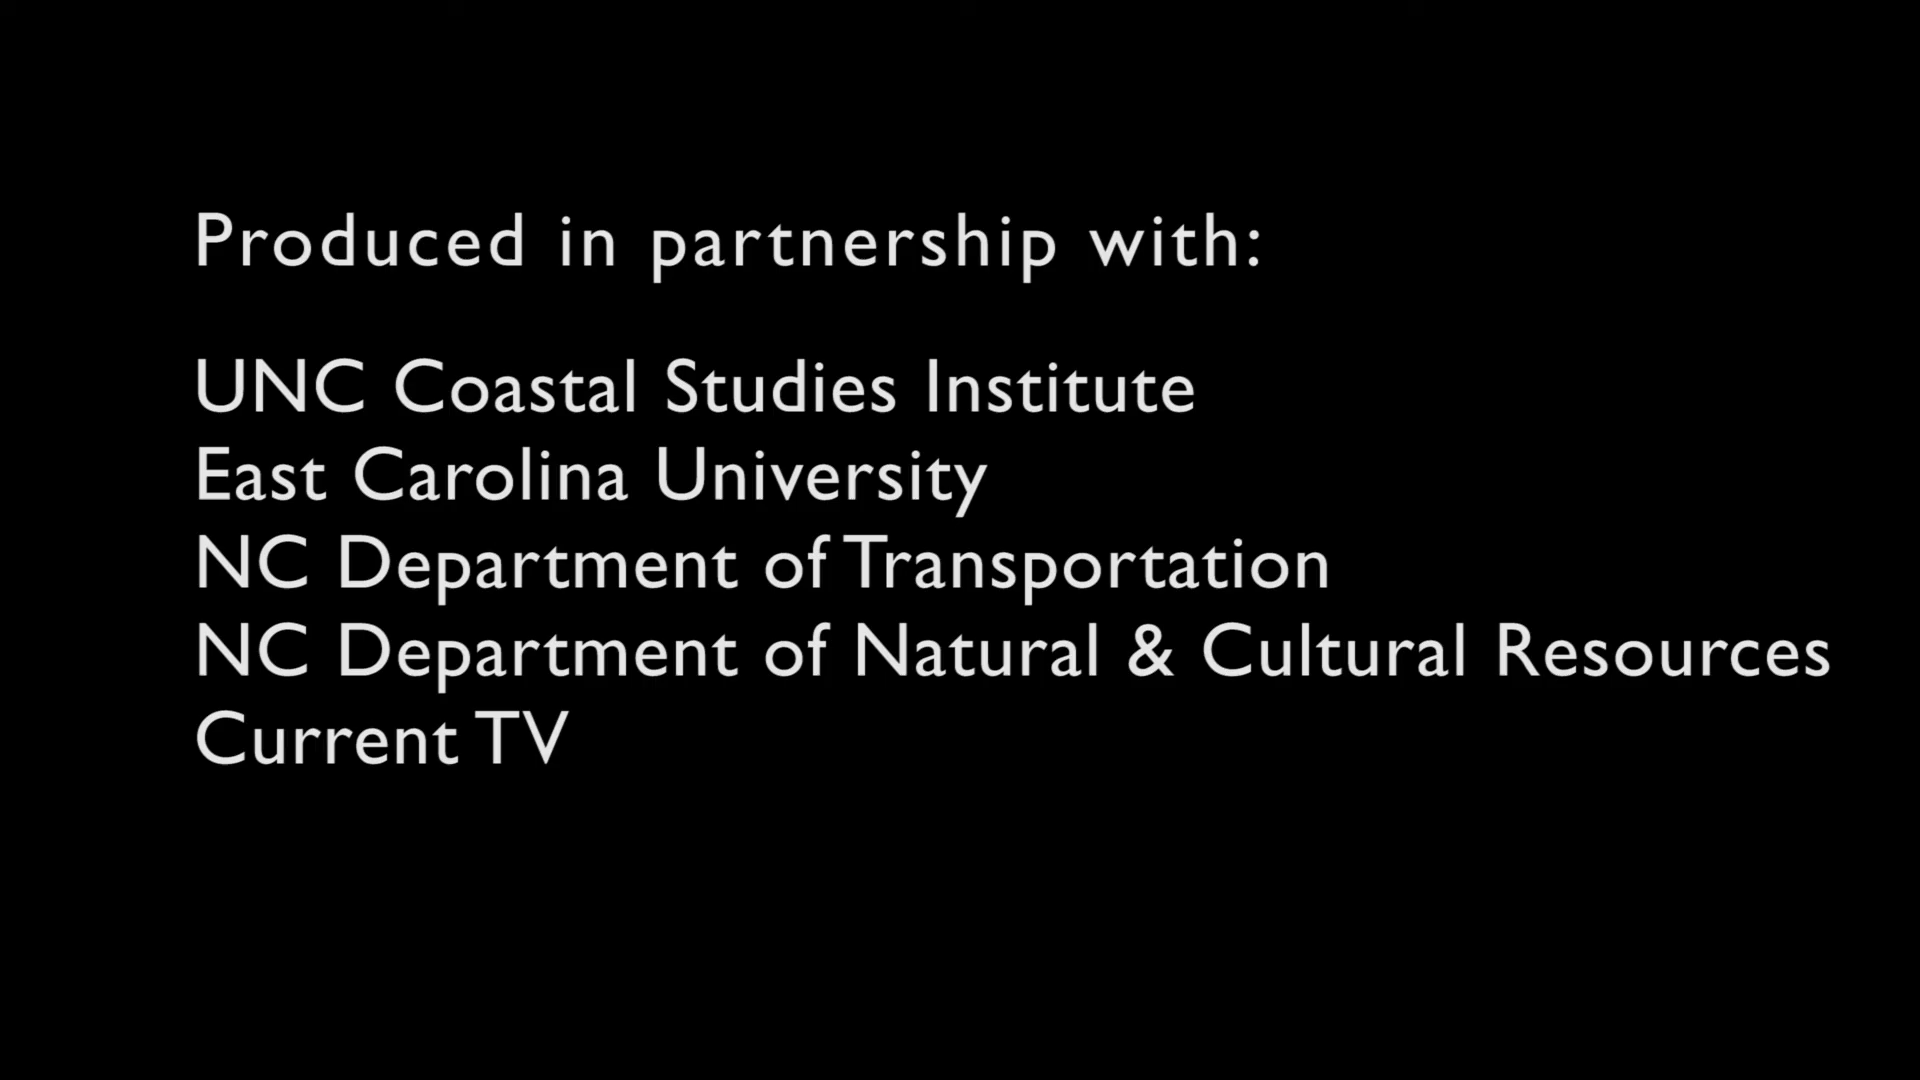 Produced in partnership with:
UNC Coastal Studies Institute
East Carolina University
NC Department of Transportation
NC Department of Natural & Cultural Resources
Current TV